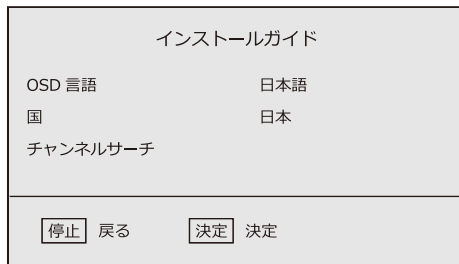 インストールガイド
OSD 言語 日本語
国 日本
チャンネルサーチ
停止 戻る 決定 決定